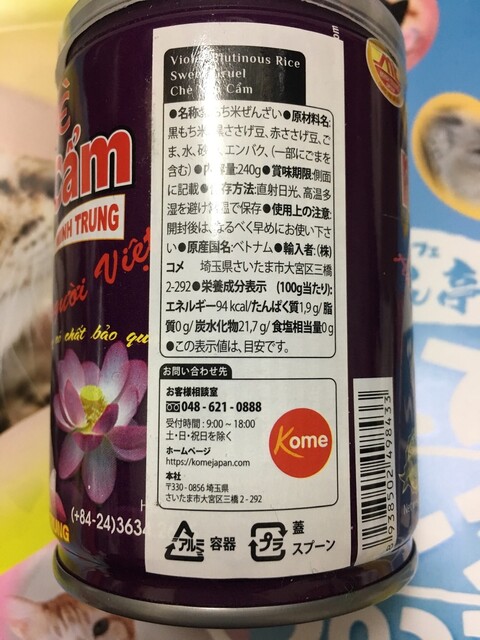 Violet Glutinous Rice
Sweet Gruel
Chè Nếp Cẩm
●名称:黒もち米ぜんざい●原材料名:
黒もち米、黒ささげ豆、赤ささげ豆、ご
ま、水、砂糖、エンバク、(一部にごまを
含む)●内容量:240g●賞味期限:側面
に記載●保存方法:直射日光、高温多
湿を避け常温で保存●使用上の注意:
開封後は、なるべく早めにお使い下さ
い●原産国名:ベトナム●輸入者:(株)
コメ 埼玉県さいたま市大宮区三橋
2-292●栄養成分表示 (100g当たり):
エネルギー94 kcal/たんぱく質1,9 g/脂
質0 g/ 炭水化物21,7 g/ 食塩相当量0 g
●この表示値は、目安です。
お問い合わせ先
お客様相談室
048 - 621 - 0888
受付時間 : 9:00 ~ 18:00
土・日・祝日を除く
ホームページ
https://komejapan.com/
本社
〒330 - 0856 埼玉県
さいたま市大宮区三橋 2 - 292
Kome
アルミ 容器
プラ 蓋
スプーン
8938502498433
È
Cẩm
MINH TRUNG
người Việt
chất bảo qu
(+84-24)3634
亭